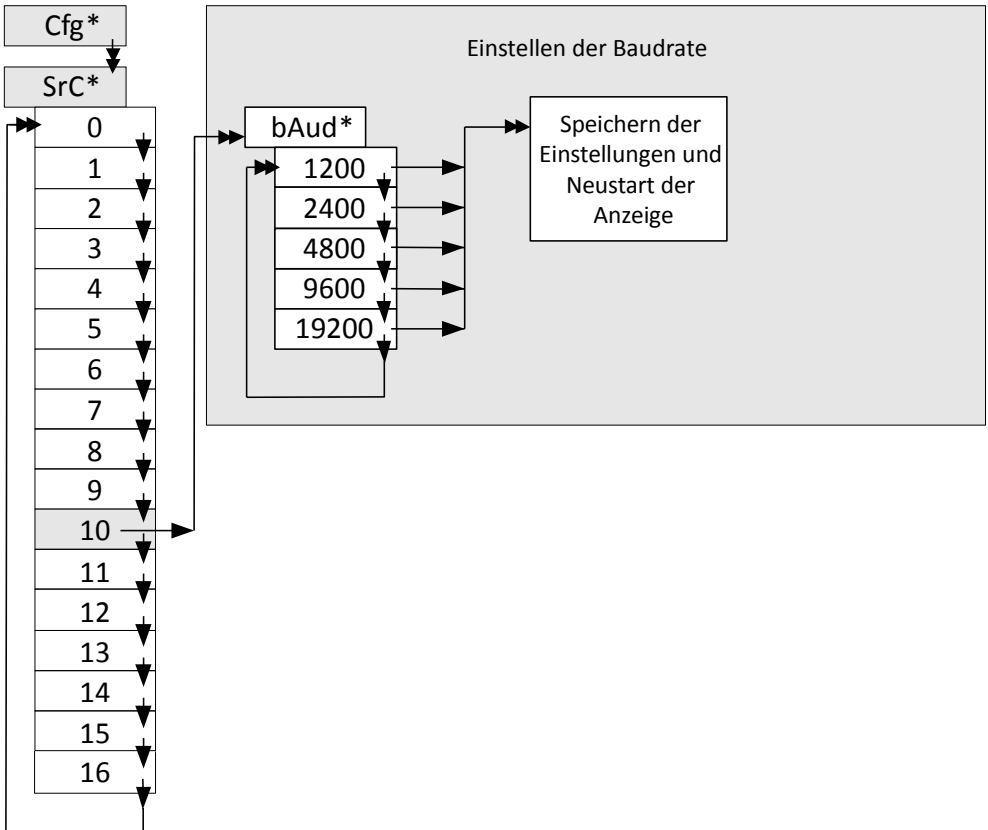 Cfg*
SrC*
0
1
2
3
4
5
6
7
8
9
10
11
12
13
14
15
16
Einstellen der Baudrate
bAud*
1200
2400
4800
9600
19200
Speichern der
Einstellungen und
Neustart der
Anzeige